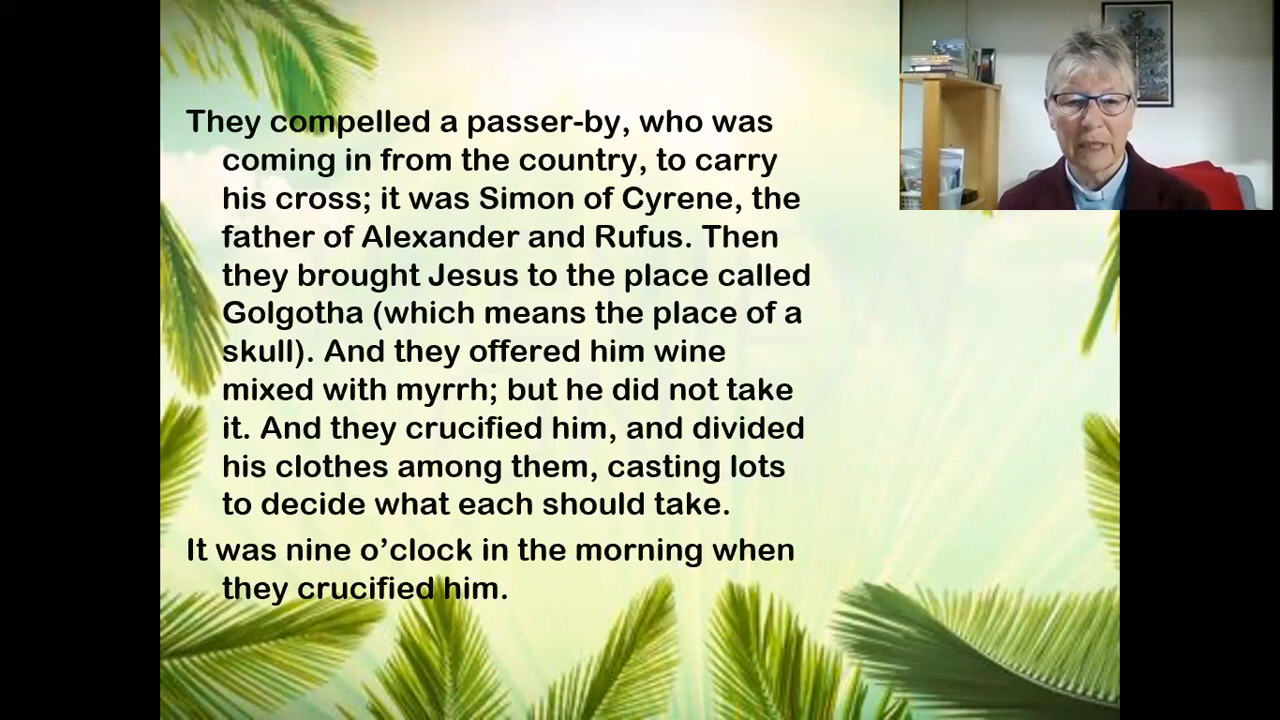 They compelled a passer-by, who was
coming in from the country, to carry
his cross; it was Simon of Cyrene, the
father of Alexander and Rufus. Then
they brought Jesus to the place called
Golgotha (which means the place of a
skull). And they offered him wine
mixed with myrrh; but he did not take
it. And they crucified him, and divided
his clothes among them, casting lots
to decide what each should take.
It was nine o’clock in the morning when
they crucified him.